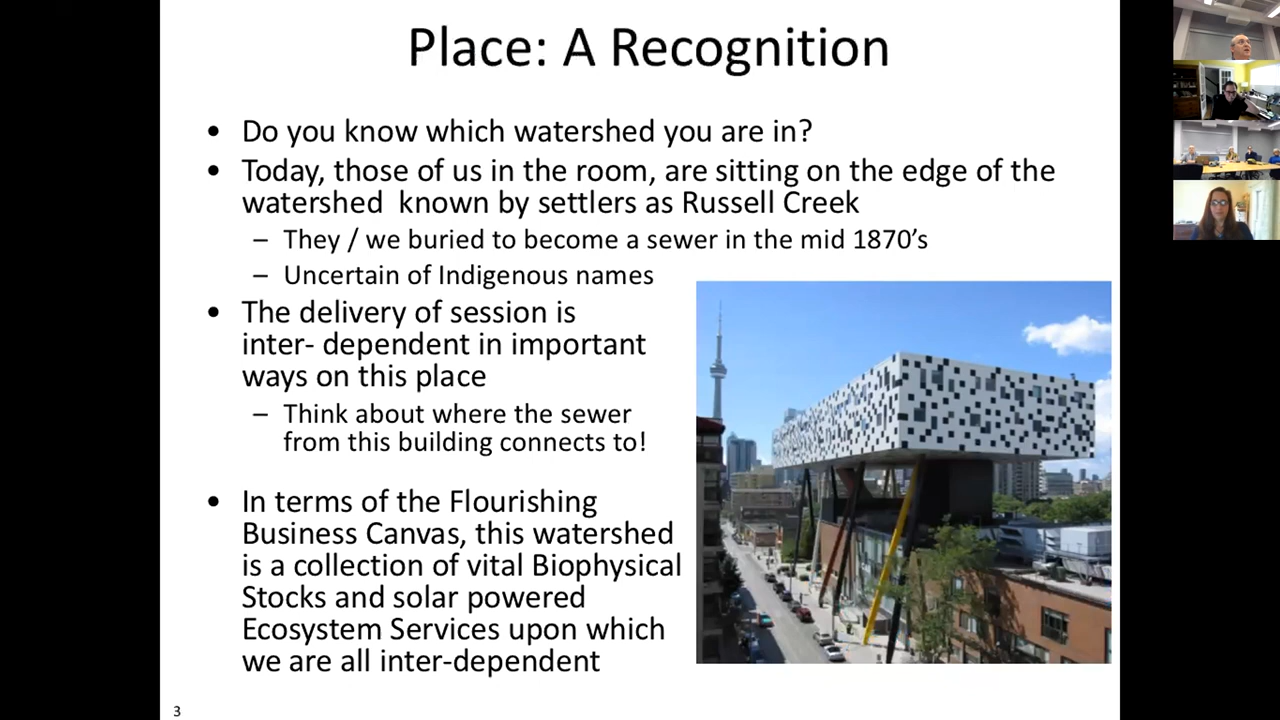 Place: A Recognition
• Do you know which watershed you are in?
• Today, those of us in the room, are sitting on the edge of the
watershed known by settlers as Russell Creek
– They / we buried to become a sewer in the mid 1870’s
– Uncertain of Indigenous names
• The delivery of session is
inter- dependent in important
ways on this place
– Think about where the sewer
from this building connects to!
• In terms of the Flourishing
Business Canvas, this watershed
is a collection of vital Biophysical
Stocks and solar powered
Ecosystem Services upon which
we are all inter-dependent
3